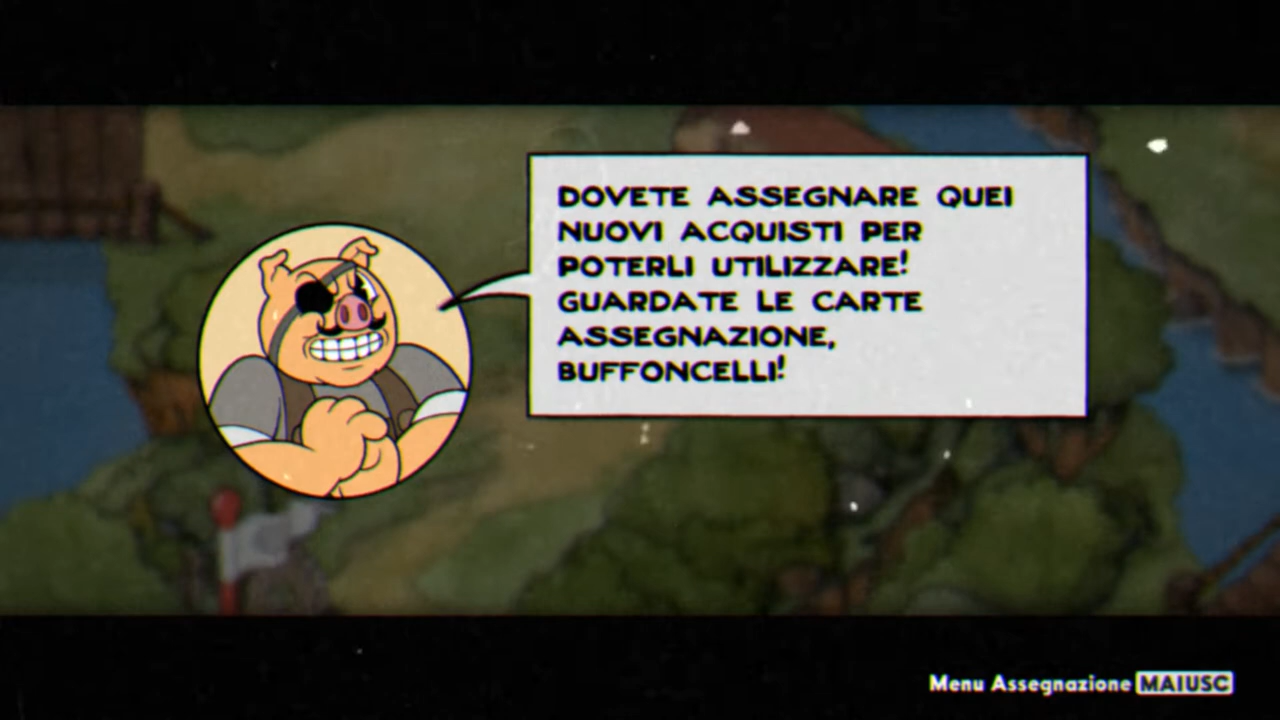 DOVETE ASSEGNARE QUEI
NUOVI ACQUISTI PER
POTERLI UTILIZZARE!
GUARDATE LE CARTE
ASSEGNAZIONE,
BUFFONCELLI!
Menu Assegnazione MAIUSC